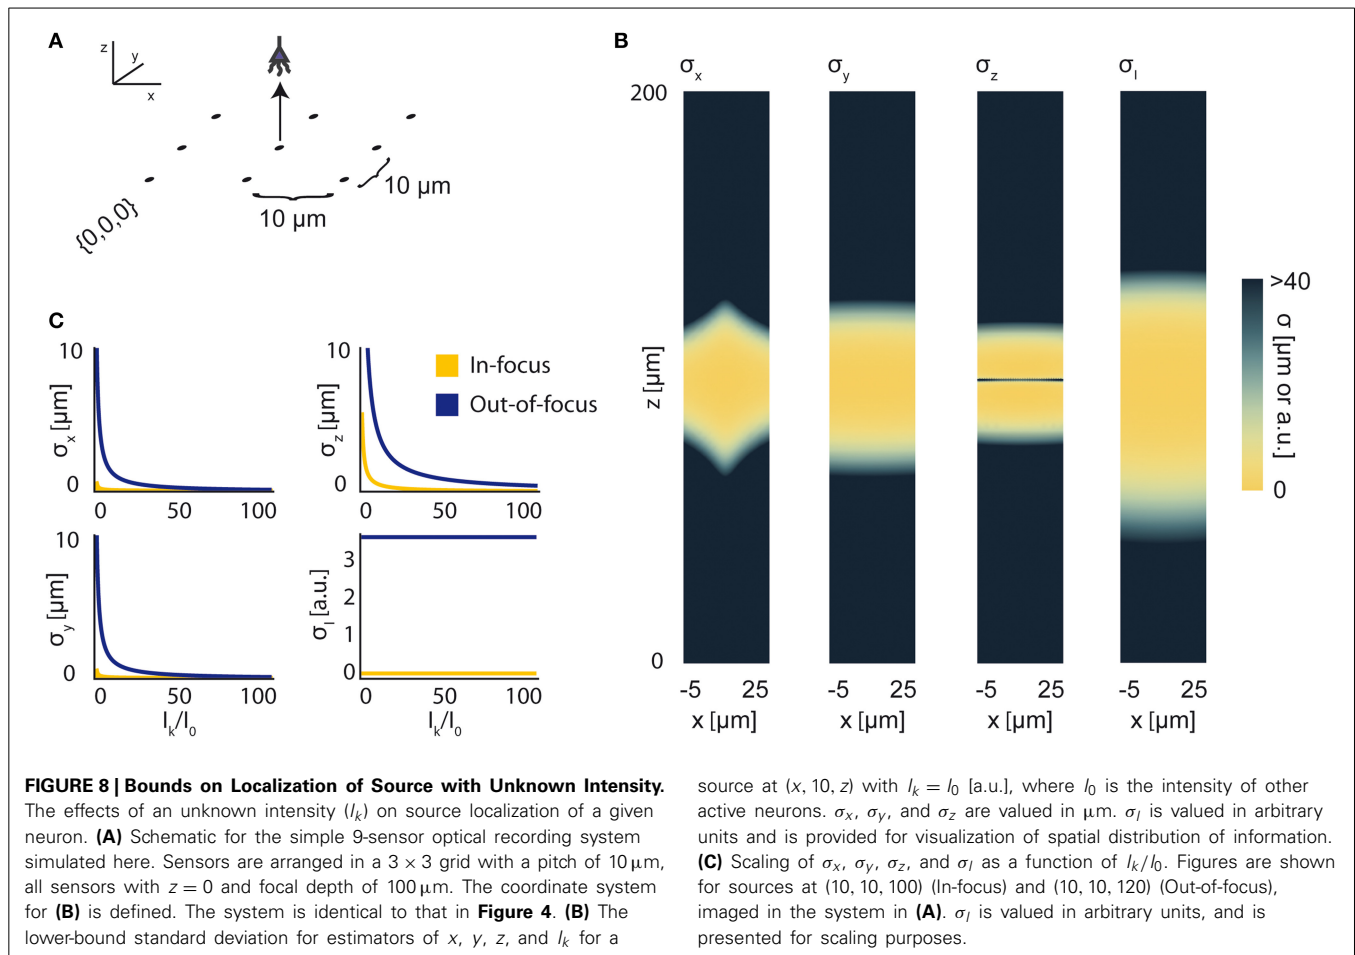 A
z
y
x
{0,0,0}
10 µm
10 µm
B
σx
σy
σz
σI
200
z [µm]
0
-5 25
x [µm]
-5 25
x [µm]
-5 25
x [µm]
-5 25
x [µm]
>40
σ [µm or a.u.]
0
C
10
σx [µm]
0
0 50 100
10
σz [µm]
0
0 50 100
In-focus
Out-of-focus
10
σy [µm]
0
0 50 100
Ik/I0
3
2
1
0
σI [a.u.]
0 50 100
Ik/I0
FIGURE 8 | Bounds on Localization of Source with Unknown Intensity.
The effects of an unknown intensity (Ik) on source localization of a given
neuron. (A) Schematic for the simple 9-sensor optical recording system
simulated here. Sensors are arranged in a 3 × 3 grid with a pitch of 10 µm,
all sensors with z = 0 and focal depth of 100 µm. The coordinate system
for (B) is defined. The system is identical to that in Figure 4. (B) The
lower-bound standard deviation for estimators of x, y, z, and Ik for a
source at (x, 10, z) with Ik = I0 [a.u.], where I0 is the intensity of other
active neurons. σx, σy, and σz are valued in µm. σI is valued in arbitrary
units and is provided for visualization of spatial distribution of information.
(C) Scaling of σx, σy, σz, and σI as a function of Ik/I0. Figures are shown
for sources at (10, 10, 100) (In-focus) and (10, 10, 120) (Out-of-focus),
imaged in the system in (A). σI is valued in arbitrary units, and is
presented for scaling purposes.